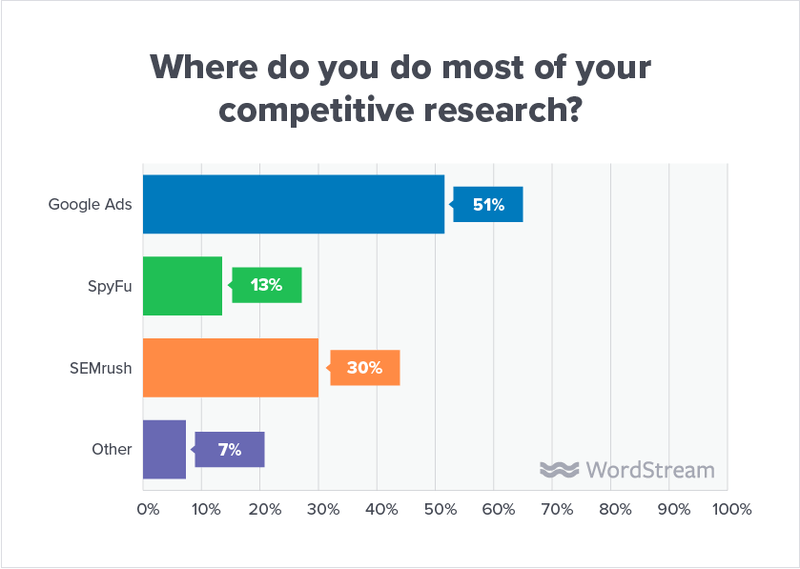 Where do you do most of your
competitive research?
Google Ads
51%
SpyFu
13%
SEMrush
30%
Other
7%
WordStream
0% 10% 20% 30% 40% 50% 60% 70% 80% 90% 100%